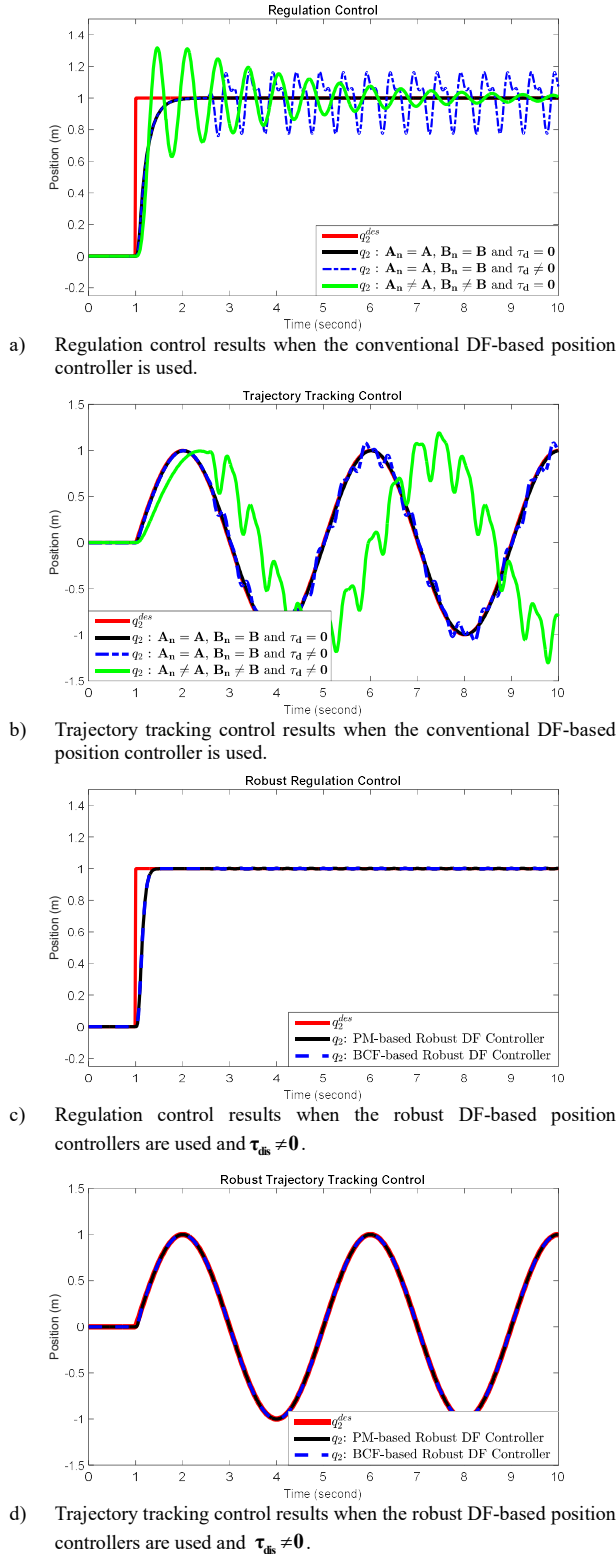 Regulation Control
1.4
1.2
1
0.8
0.6
0.4
0.2
0
-0.2
Position (m)
q₂ᵈᵉˢ
q₂ : Aₙ = A, Bₙ = B and τ_d = 0
q₂ : Aₙ = A, Bₙ = B and τ_d ≠ 0
q₂ : Aₙ ≠ A, Bₙ ≠ B and τ_d = 0
0 1 2 3 4 5 6 7 8 9 10
Time (second)
a) Regulation control results when the conventional DF-based position
controller is used.
Trajectory Tracking Control
1.5
1
0.5
0
-0.5
-1
-1.5
Position (m)
q₂ᵈᵉˢ
q₂ : Aₙ = A, Bₙ = B and τ_d = 0
q₂ : Aₙ = A, Bₙ = B and τ_d ≠ 0
q₂ : Aₙ ≠ A, Bₙ ≠ B and τ_d ≠ 0
0 1 2 3 4 5 6 7 8 9 10
Time (second)
b) Trajectory tracking control results when the conventional DF-based
position controller is used.
Robust Regulation Control
1.4
1.2
1
0.8
0.6
0.4
0.2
0
-0.2
Position (m)
q₂ᵈᵉˢ
q₂: PM-based Robust DF Controller
q₂: BCF-based Robust DF Controller
0 1 2 3 4 5 6 7 8 9 10
Time (second)
c) Regulation control results when the robust DF-based position
controllers are used and τ_dis ≠ 0.
Robust Trajectory Tracking Control
1.5
1
0.5
0
-0.5
-1
-1.5
Position (m)
q₂ᵈᵉˢ
q₂: PM-based Robust DF Controller
q₂: BCF-based Robust DF Controller
0 1 2 3 4 5 6 7 8 9 10
Time (second)
d) Trajectory tracking control results when the robust DF-based position
controllers are used and τ_dis ≠ 0.